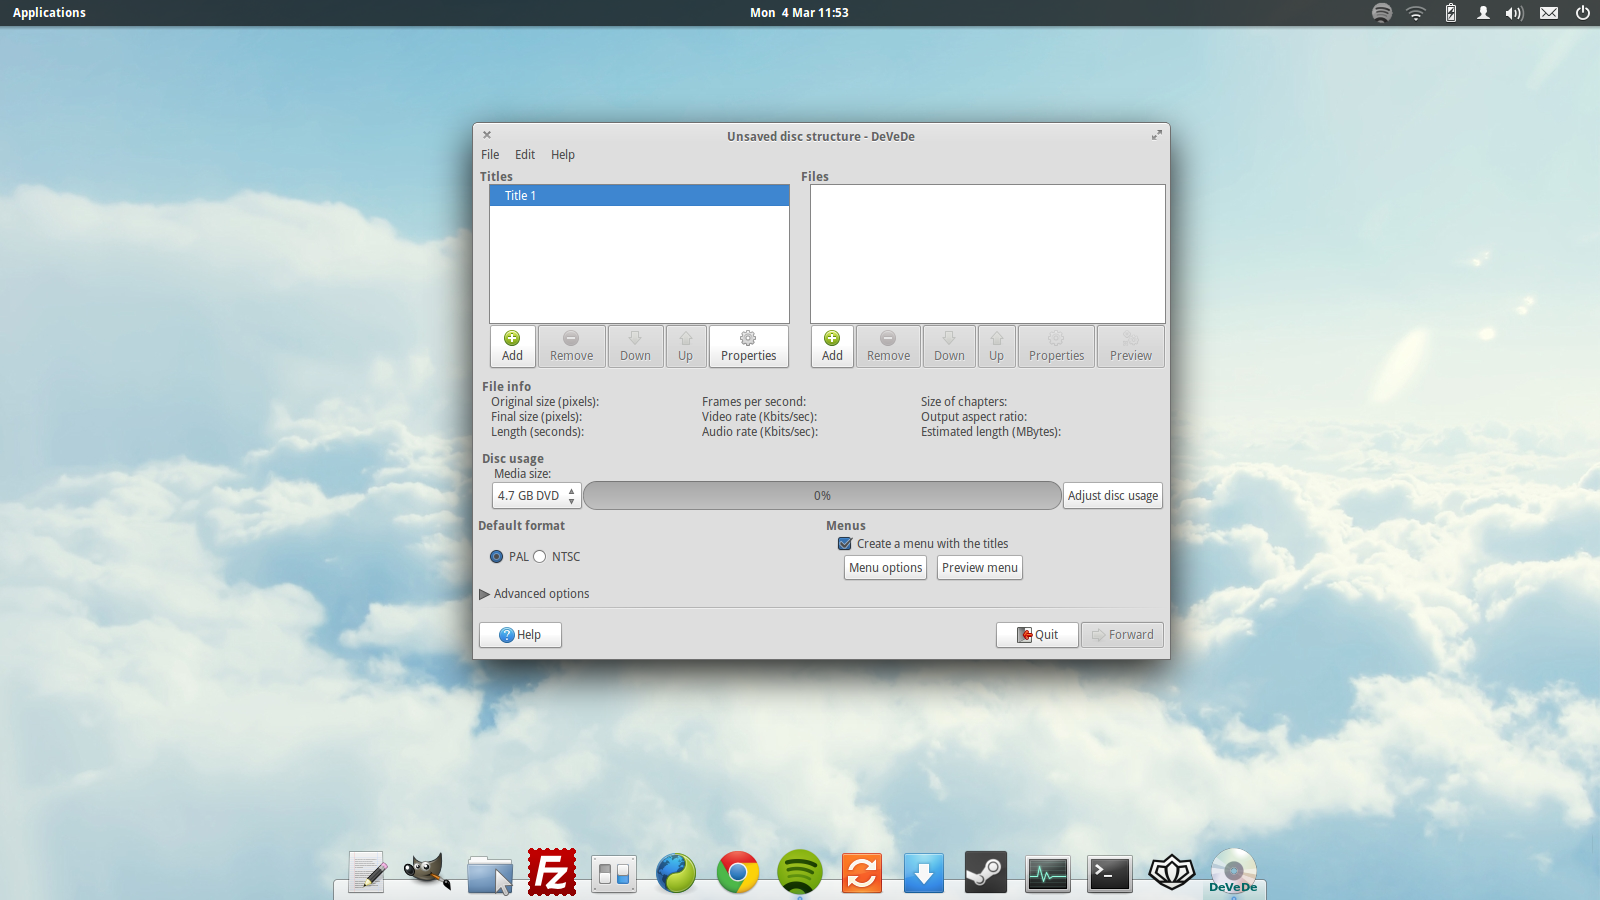 Applications
Mon 4 Mar 11:53
Unsaved disc structure - DeVeDe
File Edit Help
Titles
Files
Title 1
Add Remove Down Up Properties
Add Remove Down Up Properties Preview
File info
Original size (pixels): Frames per second: Size of chapters:
Final size (pixels): Video rate (Kbits/sec): Output aspect ratio:
Length (seconds): Audio rate (Kbits/sec): Estimated length (MBytes):
Disc usage
Media size:
4.7 GB DVD 0% Adjust disc usage
Default format
Menus
Create a menu with the titles
PAL NTSC
Menu options Preview menu
Advanced options
Help Quit Forward
Fz
DeVeDe